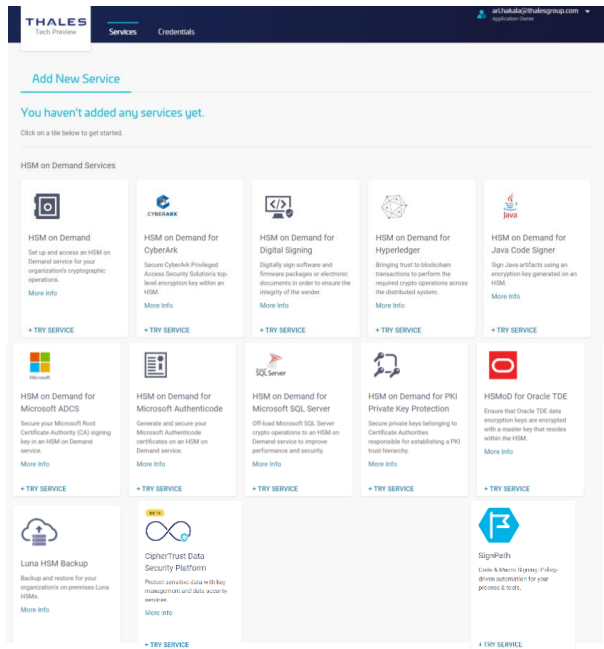 THALES
Tech Preview
Services
Credentials
ari.hakala@thalesgroup.com
Application Owner
Add New Service
You haven't added any services yet.
Click on a tile below to get started.
HSM on Demand Services
HSM on Demand
Set up and access an HSM on
Demand service for your
organization's cryptographic
operations.
More Info
+ TRY SERVICE
CYBERARK
HSM on Demand for
CyberArk
Secure CyberArk Privileged
Access Security Solution's top-
level encryption key within an
HSM.
More Info
+ TRY SERVICE
HSM on Demand for
Digital Signing
Digitally sign software and
firmware packages or electronic
documents in order to ensure the
integrity of the sender.
More Info
+ TRY SERVICE
HSM on Demand for
Hyperledger
Bringing trust to blockchain
transactions to perform the
required crypto operations across
the distributed system.
More Info
+ TRY SERVICE
Java
HSM on Demand for
Java Code Signer
Sign Java artifacts using an
encryption key generated on an
HSM.
More Info
+ TRY SERVICE
Microsoft
HSM on Demand for
Microsoft ADCS
Secure your Microsoft Root
Certificate Authority (CA) signing
key in an HSM on Demand
service.
More Info
+ TRY SERVICE
HSM on Demand for
Microsoft Authenticode
Generate and secure your
Microsoft Authenticode
certificates on an HSM on
Demand service.
More Info
+ TRY SERVICE
SQL Server
HSM on Demand for
Microsoft SQL Server
Off-load Microsoft SQL Server
crypto operations to an HSM on
Demand service to improve
performance and security.
More Info
+ TRY SERVICE
HSM on Demand for PKI
Private Key Protection
Secure private keys belonging to
Certificate Authorities
responsible for establishing a PKI
trust hierarchy.
More Info
+ TRY SERVICE
HSMoD for Oracle TDE
Ensure that Oracle TDE data
encryption keys are encrypted
with a master key that resides
within the HSM.
More Info
+ TRY SERVICE
Luna HSM Backup
Backup and restore for your
organization's on-premises Luna
HSMs.
More Info
BETA
CipherTrust Data
Security Platform
Protect sensitive data with key
management and data security
services.
More Info
+ TRY SERVICE
SignPath
Code & Macro Signing: Policy-
driven automation for your
process & tools.
+ TRY SERVICE